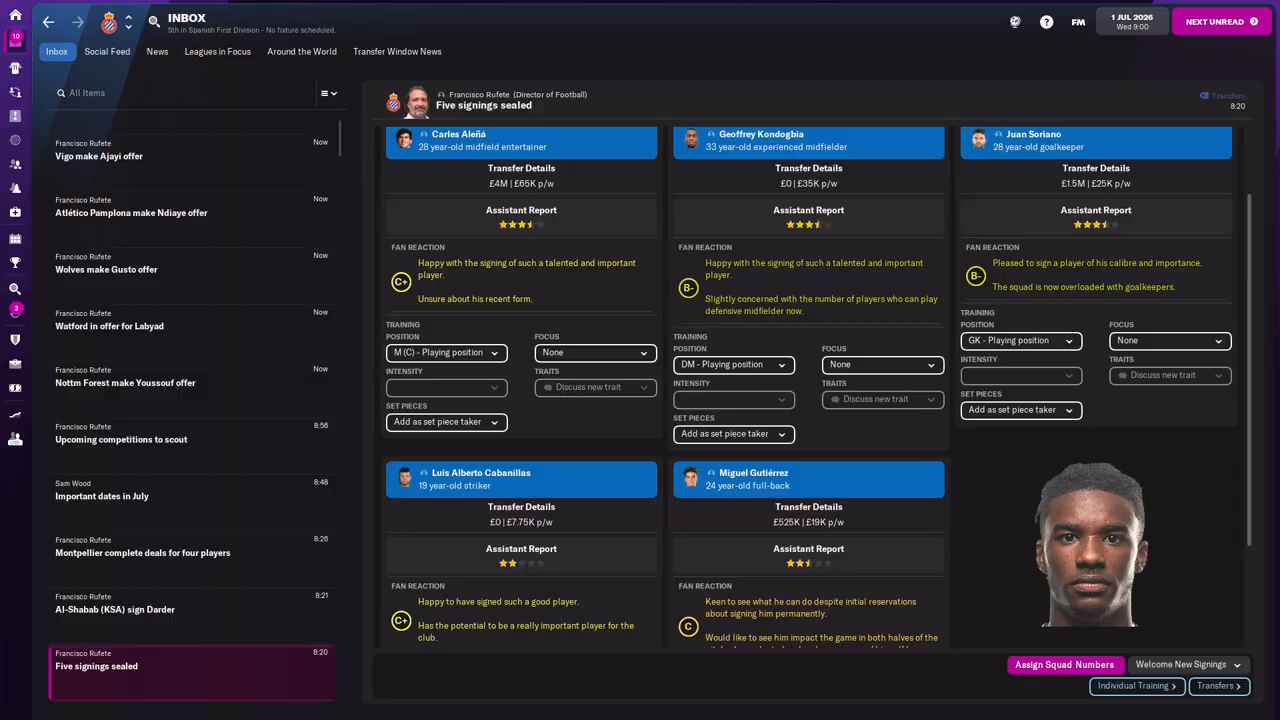 10
INBOX
5th in Spanish First Division - No fixture scheduled.
?
FM
1 JUL 2026
Wed 9:00
NEXT UNREAD
Inbox
Social Feed
News
Leagues in Focus
Around the World
Transfer Window News
3
All Items
Francisco Rufete
Now
Vigo make Ajayi offer
Francisco Rufete
Now
Atlético Pamplona make Ndiaye offer
Francisco Rufete
Now
Wolves make Gusto offer
Francisco Rufete
Now
Watford in offer for Labyad
Francisco Rufete
Now
Nottm Forest make Youssouf offer
Francisco Rufete
8:56
Upcoming competitions to scout
Sam Wood
8:48
Important dates in July
Francisco Rufete
8:26
Montpellier complete deals for four players
Francisco Rufete
8:21
Al-Shabab (KSA) sign Darder
Francisco Rufete
8:20
Five signings sealed
Francisco Rufete (Director of Football)
Five signings sealed
Transfers
8:20
Carles Aleñá
28 year-old midfield entertainer
Transfer Details
£4M | £65K p/w
Assistant Report
FAN REACTION
C+
Happy with the signing of such a talented and important
player.
Unsure about his recent form.
TRAINING
POSITION
FOCUS
M (C) - Playing position
None
INTENSITY
TRAITS
Discuss new trait
SET PIECES
Add as set piece taker
Geoffrey Kondogbia
33 year-old experienced midfielder
Transfer Details
£0 | £35K p/w
Assistant Report
FAN REACTION
B-
Happy with the signing of such a talented and important
player.
Slightly concerned with the number of players who can play
defensive midfielder now.
TRAINING
POSITION
FOCUS
DM - Playing position
None
INTENSITY
TRAITS
Discuss new trait
SET PIECES
Add as set piece taker
Juan Soriano
28 year-old goalkeeper
Transfer Details
£1.5M | £25K p/w
Assistant Report
FAN REACTION
B-
Pleased to sign a player of his calibre and importance.
The squad is now overloaded with goalkeepers.
TRAINING
POSITION
FOCUS
GK - Playing position
None
INTENSITY
TRAITS
Discuss new trait
SET PIECES
Add as set piece taker
Luis Alberto Cabanillas
19 year-old striker
Transfer Details
£0 | £7.75K p/w
Assistant Report
FAN REACTION
C+
Happy to have signed such a good player.
Has the potential to be a really important player for the
club.
Miguel Gutiérrez
24 year-old full-back
Transfer Details
£525K | £19K p/w
Assistant Report
FAN REACTION
C
Keen to see what he can do despite initial reservations
about signing him permanently.
Would like to see him impact the game in both halves of the
Assign Squad Numbers
Welcome New Signings
Individual Training
Transfers